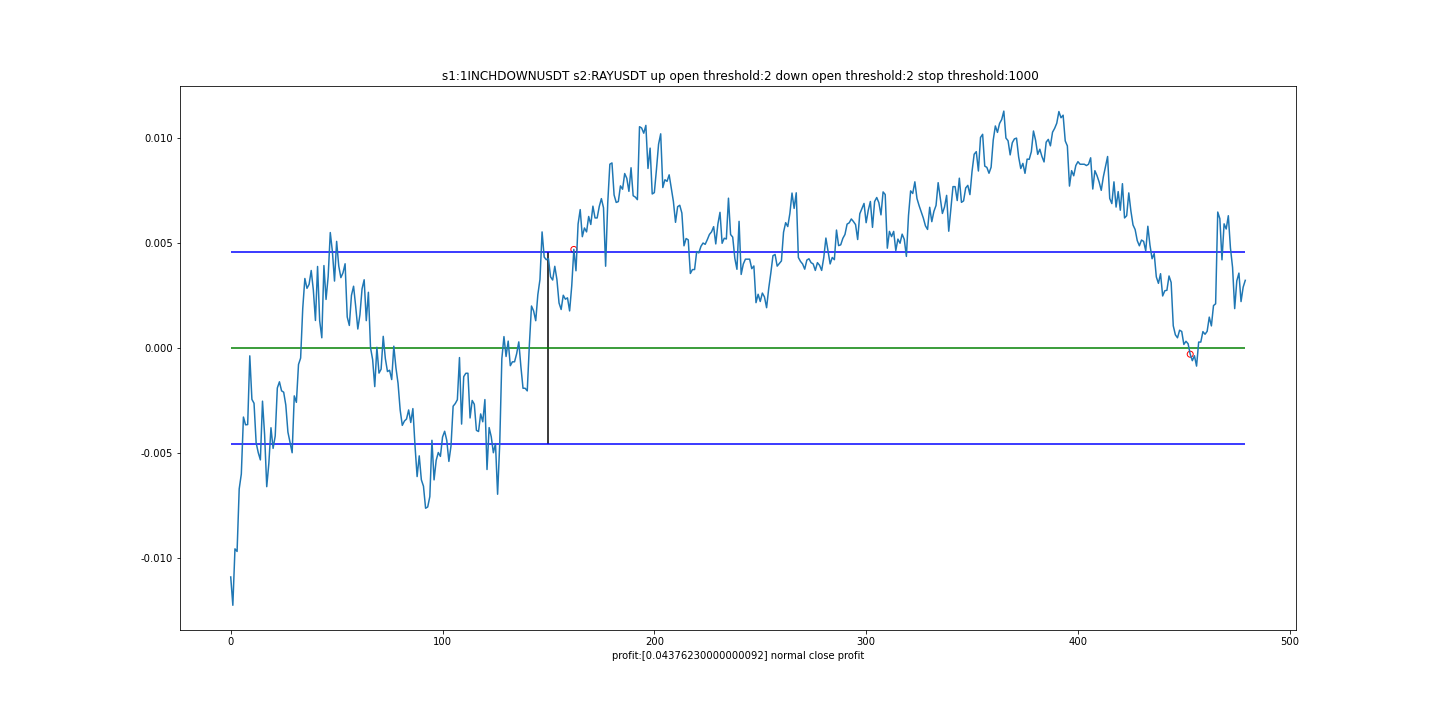 s1:1INCHDOWNUSDT s2:RAYUSDT up open threshold:2 down open threshold:2 stop threshold:1000
0.010
0.005
0.000
-0.005
-0.010
0 100 200 300 400 500
profit:[0.04376230000000092] normal close profit